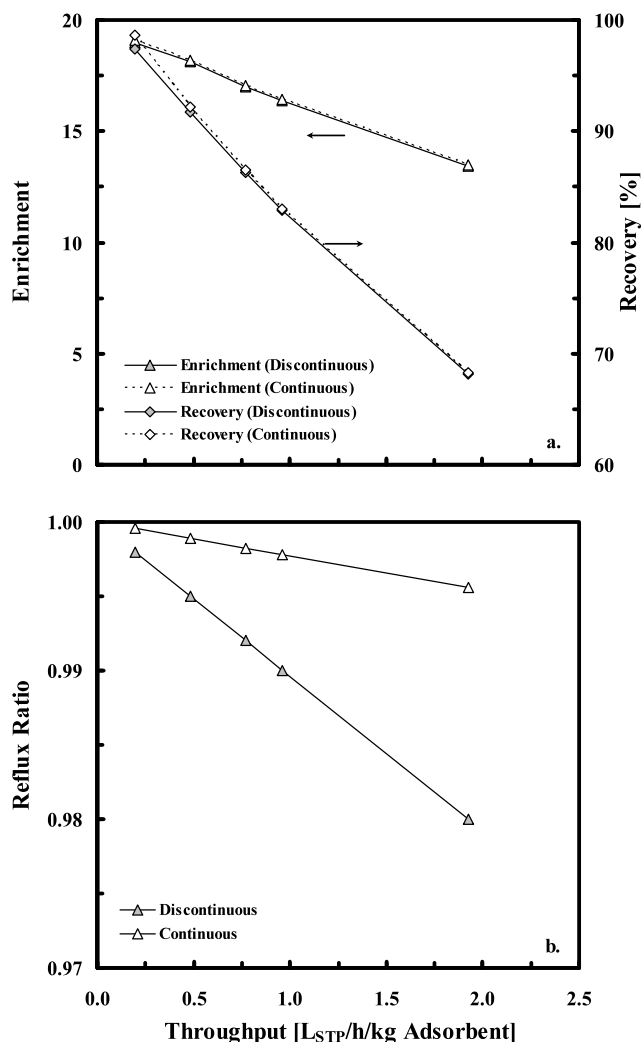 20
15
10
5
0
Enrichment
100
90
80
68
60
Recovery [%]
Enrichment (Discontinuous)
Enrichment (Continuous)
Recovery (Discontinuous)
Recovery (Continuous)
a.
1.00
0.99
0.98
0.97
Reflux Ratio
Discontinuous
Continuous
b.
0.0 0.5 1.0 1.5 2.0 2.5
Throughput [LSTP/h/kg Adsorbent]